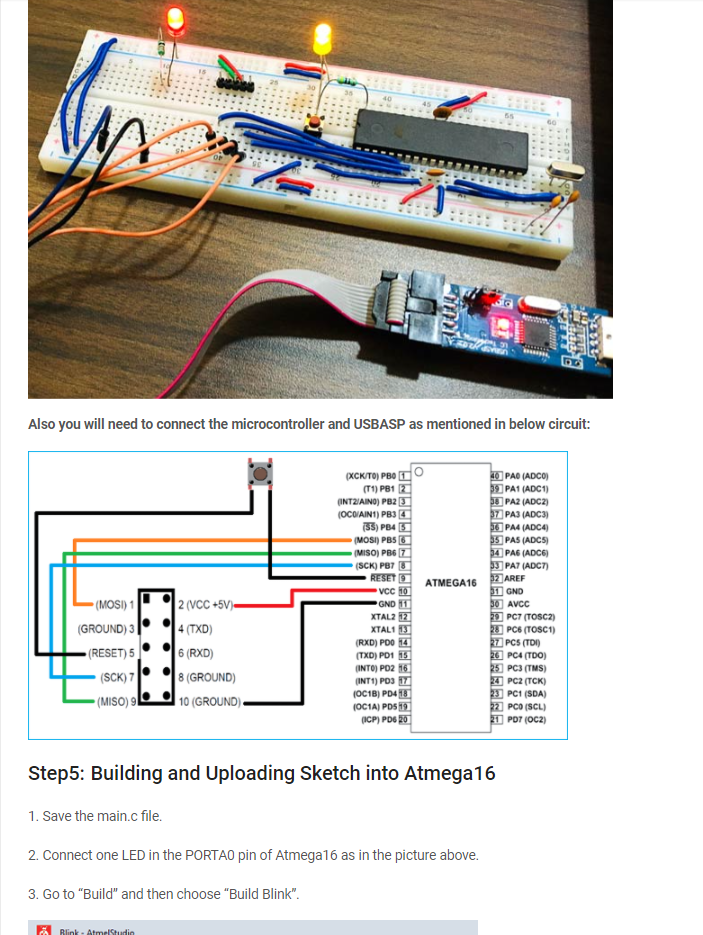 Also you will need to connect the microcontroller and USBASP as mentioned in below circuit:
(XCK/T0) PB0 1
(T1) PB1 2
(INT2/AIN0) PB2 3
(OC0/AIN1) PB3 4
(SS) PB4 5
(MOSI) PB5 6
(MISO) PB6 7
(SCK) PB7 8
RESET 9
VCC 10
GND 11
XTAL2 12
XTAL1 13
(RXD) PD0 14
(TXD) PD1 15
(INT0) PD2 16
(INT1) PD3 17
(OC1B) PD4 18
(OC1A) PD5 19
(ICP) PD6 20
ATMEGA16
40 PA0 (ADC0)
39 PA1 (ADC1)
38 PA2 (ADC2)
37 PA3 (ADC3)
36 PA4 (ADC4)
35 PA5 (ADC5)
34 PA6 (ADC6)
33 PA7 (ADC7)
32 AREF
31 GND
30 AVCC
29 PC7 (TOSC2)
28 PC6 (TOSC1)
27 PC5 (TDI)
26 PC4 (TDO)
25 PC3 (TMS)
24 PC2 (TCK)
23 PC1 (SDA)
22 PC0 (SCL)
21 PD7 (OC2)
(MOSI) 1
2 (VCC +5V)
(GROUND) 3
4 (TXD)
(RESET) 5
6 (RXD)
(SCK) 7
8 (GROUND)
(MISO) 9
10 (GROUND)
Step5: Building and Uploading Sketch into Atmega16
1. Save the main.c file.
2. Connect one LED in the PORTA0 pin of Atmega16 as in the picture above.
3. Go to “Build” and then choose “Build Blink”.
Blink - AtmelStudio